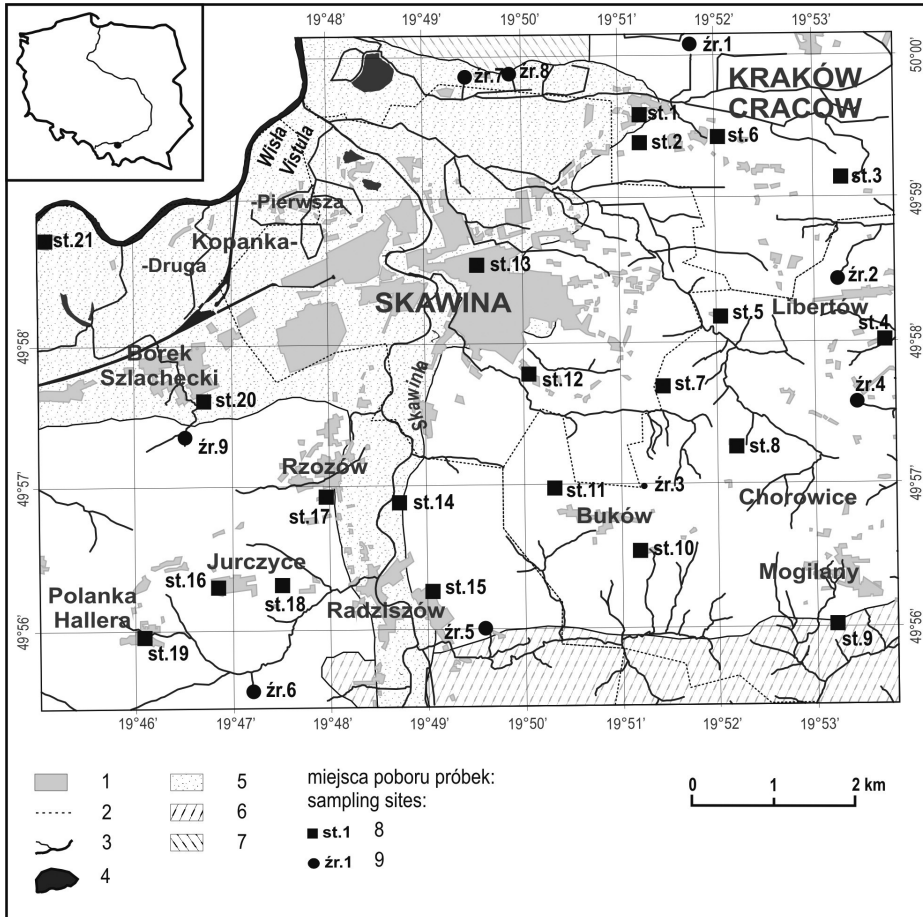 19°48'
19°49'
19°50'
19°51'
19°52'
19°53'
źr.1
50°00'
źr.7
źr.8
KRAKÓW
CRACOW
st.1
st.2
st.6
st.3
49°59'
Wisła
Vistula
-Pierwsza
Kopanka-
-Druga
st.21
st.13
źr.2
SKAWINA
st.5
Libertów
st.4
49°58'
49°58'
Borek
Szlachecki
st.20
Skawinka
st.12
st.7
źr.4
źr.9
st.8
Rzozów
49°57'
49°57'
st.17
st.14
st.11
źr.3
Chorowice
Buków
st.10
Jurczyce
st.16
st.18
Mogilany
Polanka
Hallera
st.15
Radziszów
źr.5
st.9
49°56'
49°56'
st.19
źr.6
19°46'
19°47'
19°48'
19°49'
19°50'
19°51'
19°52'
19°53'
1
2
3
4
5
6
7
miejsca poboru próbek:
sampling sites:
st.1 8
źr.1 9
0 1 2 km